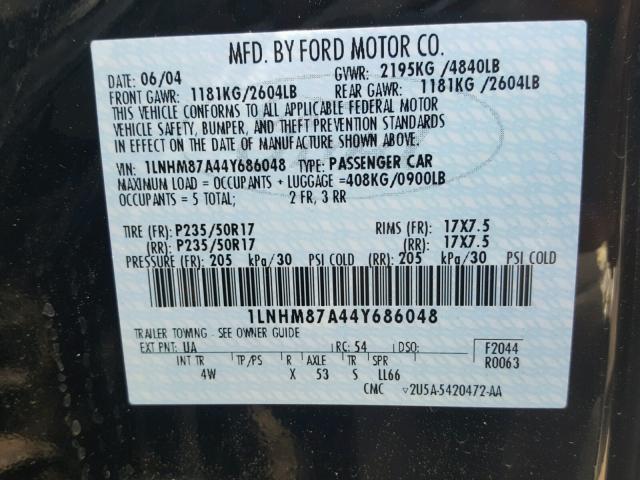 MFD. BY FORD MOTOR CO.
DATE: 06/04 GVWR: 2195KG /4840LB
FRONT GAWR: 1181KG/2604LB REAR GAWR: 1181KG /2604LB
THIS VEHICLE CONFORMS TO ALL APPLICABLE FEDERAL MOTOR
VEHICLE SAFETY, BUMPER, AND THEFT PREVENTION STANDARDS
IN EFFECT ON THE DATE OF MANUFACTURE SHOWN ABOVE.
VIN: 1LNHM87A44Y686048 TYPE: PASSENGER CAR
MAXIMUM LOAD = OCCUPANTS + LUGGAGE =408KG/0900LB
OCCUPANTS = 5 TOTAL; 2 FR, 3 RR
TIRE (FR): P235/50R17 RIMS (FR): 17X7.5
(RR): P235/50R17 (RR): 17X7.5
PRESSURE (FR): 205 kPa/30 PSI COLD (RR): 205 kPa/30 PSI COLD
1LNHM87A44Y686048
TRAILER TOWING - SEE OWNER GUIDE
EXT PNT: UA RC: 54 DSO: F2044
INT TR TP/PS R AXLE TR SPR R0063
4W X 53 S LL66
CMC ▽2U5A-5420472-AA